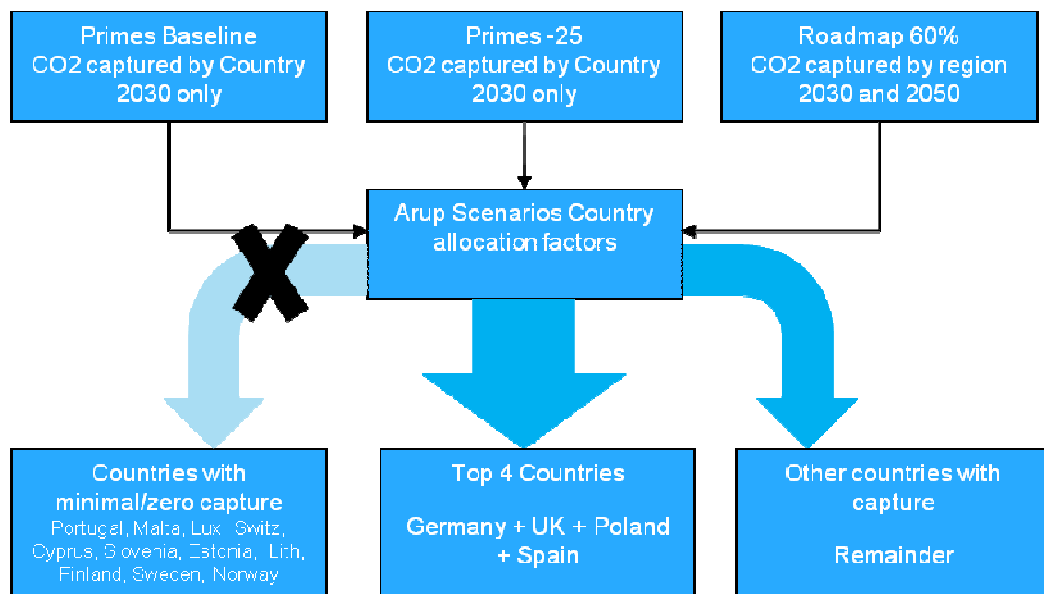 Primes Baseline
CO2 captured by Country
2030 only
Primes -25
CO2 captured by Country
2030 only
Roadmap 60%
CO2 captured by region
2030 and 2050
Arup Scenarios Country
allocation factors
Countries with
minimal/zero capture
Portugal, Malta, Lux, Switz,
Cyprus, Slovenia, Estonia, Lith,
Finland, Sweden, Norway
Top 4 Countries
Germany + UK + Poland
+ Spain
Other countries with
capture
Remainder